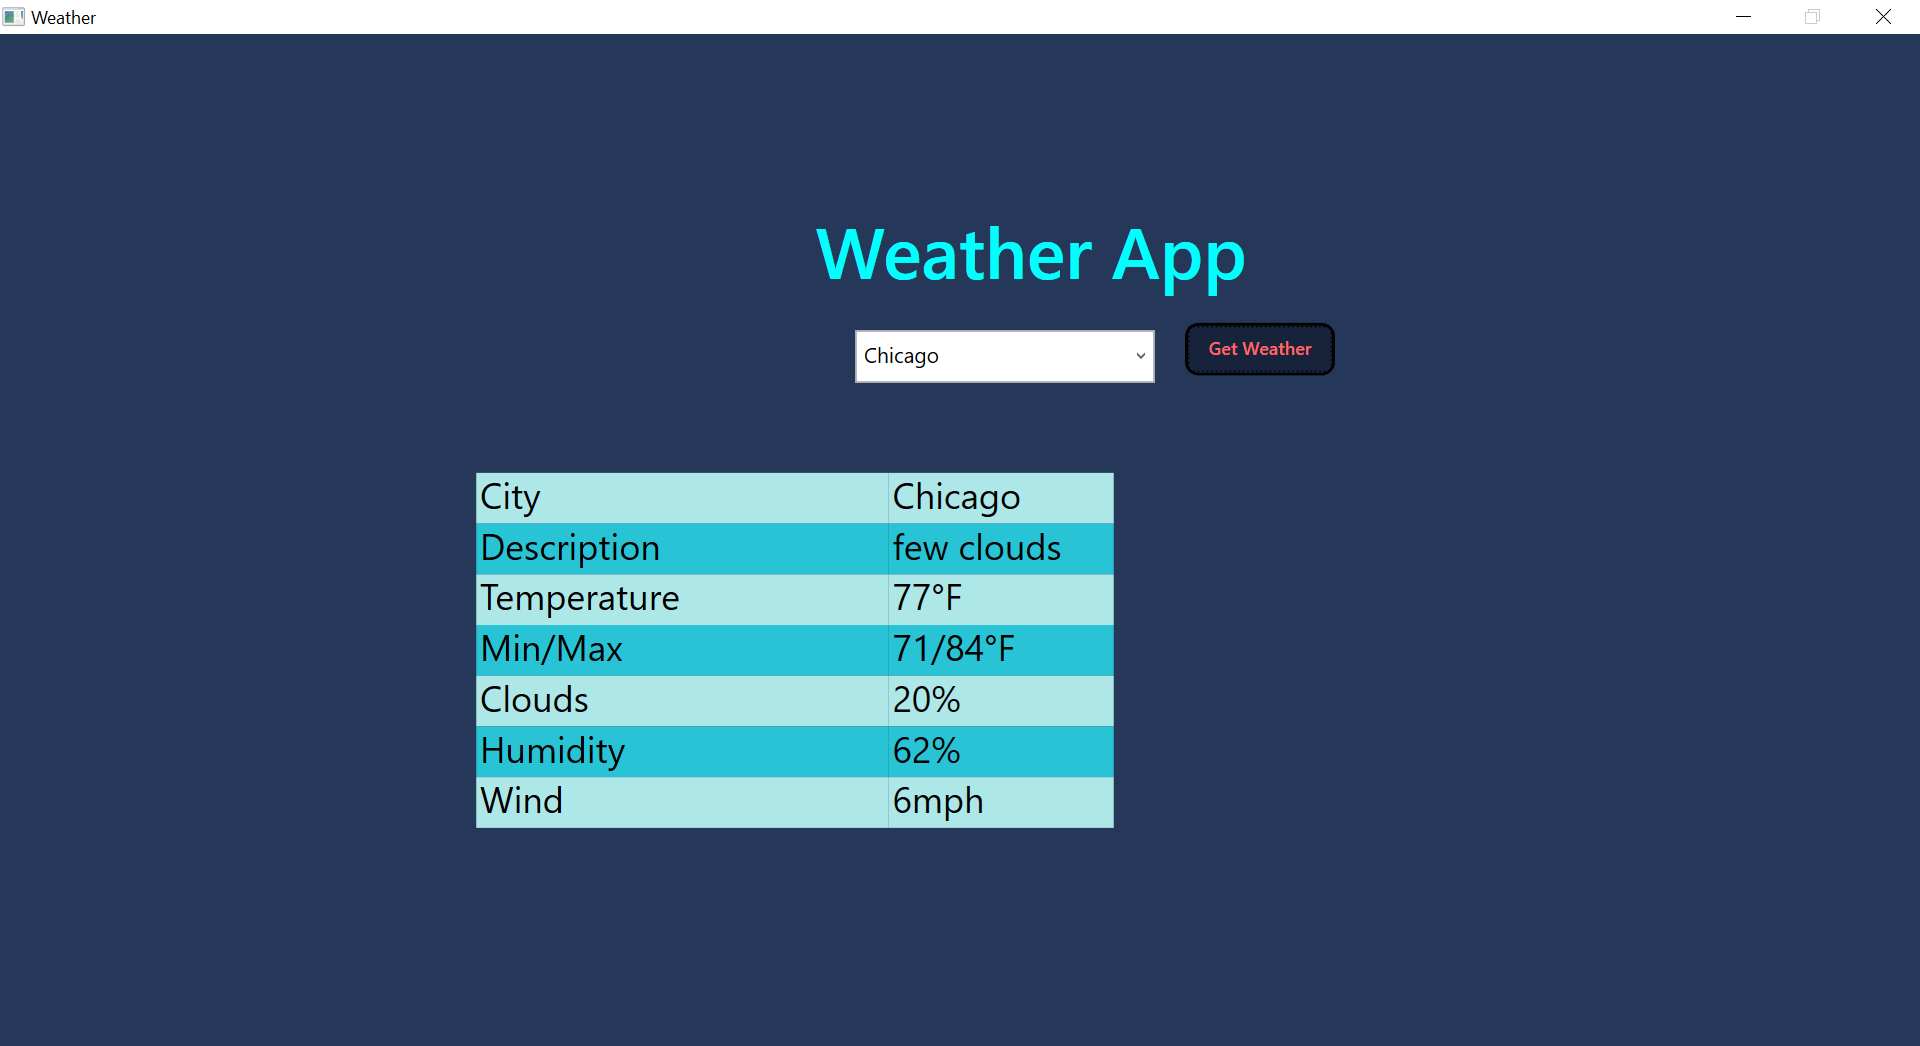 Weather
Weather App
Chicago
Get Weather
City Chicago
Description few clouds
Temperature 77°F
Min/Max 71/84°F
Clouds 20%
Humidity 62%
Wind 6mph